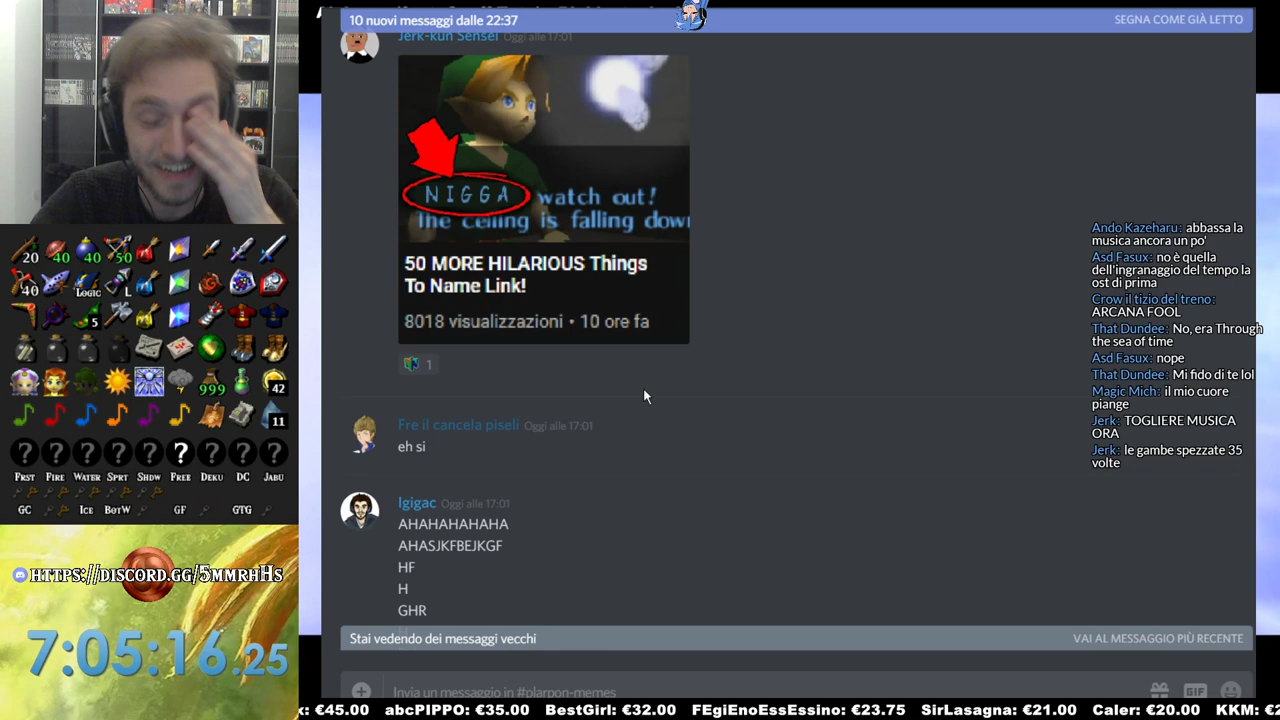 10 nuovi messaggi dalle 22:37
SEGNA COME GIÀ LETTO
Jerk-kun Sensei Oggi alle 17:01
NIGGA watch out!
The ceiling is falling down
50 MORE HILARIOUS Things
To Name Link!
8018 visualizzazioni • 10 ore fa
1
Fre il cancela piseli Oggi alle 17:01
eh si
Igigac Oggi alle 17:01
AHAHAHAHAHA
AHASJKFBEJKGF
HF
H
GHR
Stai vedendo dei messaggi vecchi
VAI AL MESSAGGIO PIÙ RECENTE
Invia un messaggio in #plarpon-memes
GIF
Ando Kazeharu: abbassa la
musica ancora un po'
Asd Fasux: no è quella
dell'ingranaggio del tempo la
ost di prima
Crow il tizio del treno:
ARCANA FOOL
That Dundee: No, era Through
the sea of time
Asd Fasux: nope
That Dundee: Mi fido di te lol
Magic Mich: il mio cuore
piange
Jerk: TOGLIERE MUSICA
ORA
Jerk: le gambe spezzate 35
volte
20 40 40 50
40 LOGIC L
5
999 42
11
? ? ? ? ? ? ? ? ?
FRST FIRE WATER SPRT SHDW FREE DEKU DC JABU
GC ICE BOTW GF GTG
HTTPS://DISCORD.GG/5MMRHHS
7:05:16.25
x: €45.00 abcPIPPO: €35.00 BestGirl: €32.00 FEgiEnoEssEssino: €23.75 SirLasagna: €21.00 Caler: €20.00 KKM: €2